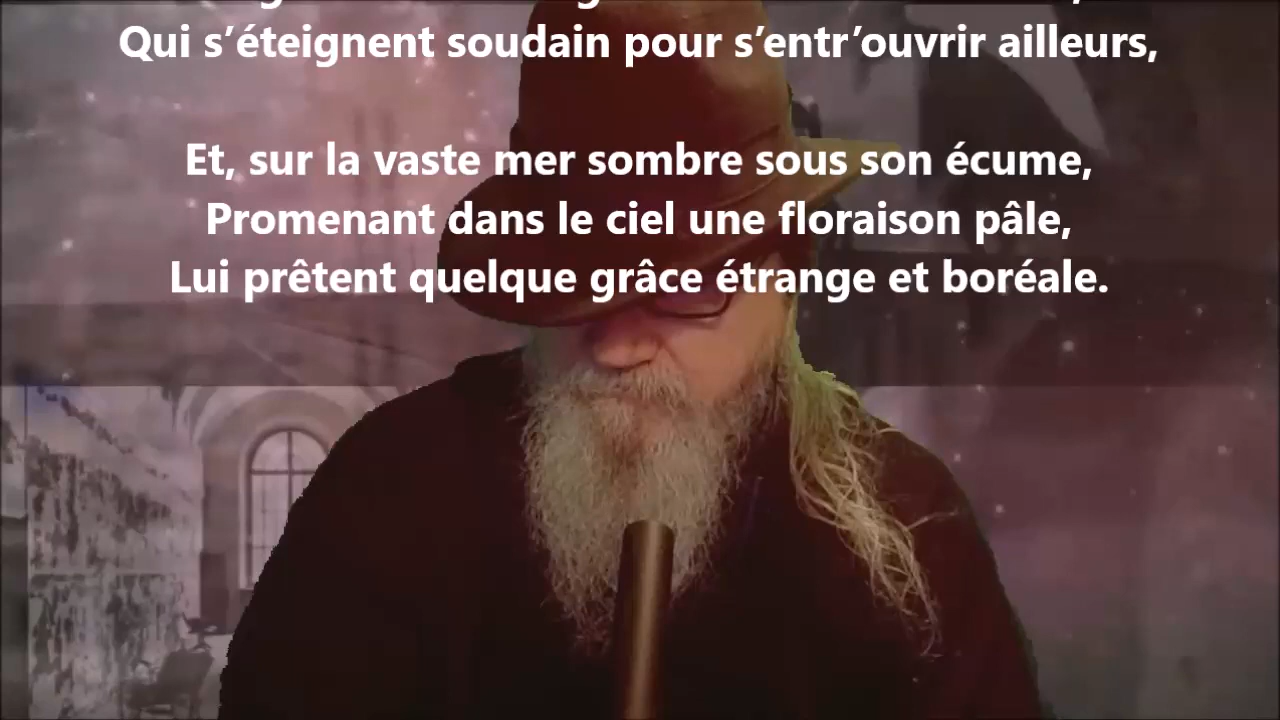 Qui s’éteignent soudain pour s’entr’ouvrir ailleurs,
Et, sur la vaste mer sombre sous son écume,
Promenant dans le ciel une floraison pâle,
Lui prêtent quelque grâce étrange et boréale.